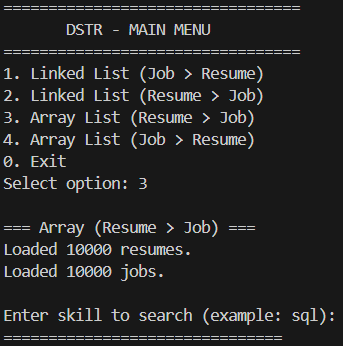 =================================
DSTR - MAIN MENU
=================================
1. Linked List (Job > Resume)
2. Linked List (Resume > Job)
3. Array List (Resume > Job)
4. Array List (Job > Resume)
0. Exit
Select option: 3
=== Array (Resume > Job) ===
Loaded 10000 resumes.
Loaded 10000 jobs.
Enter skill to search (example: sql):
===============================